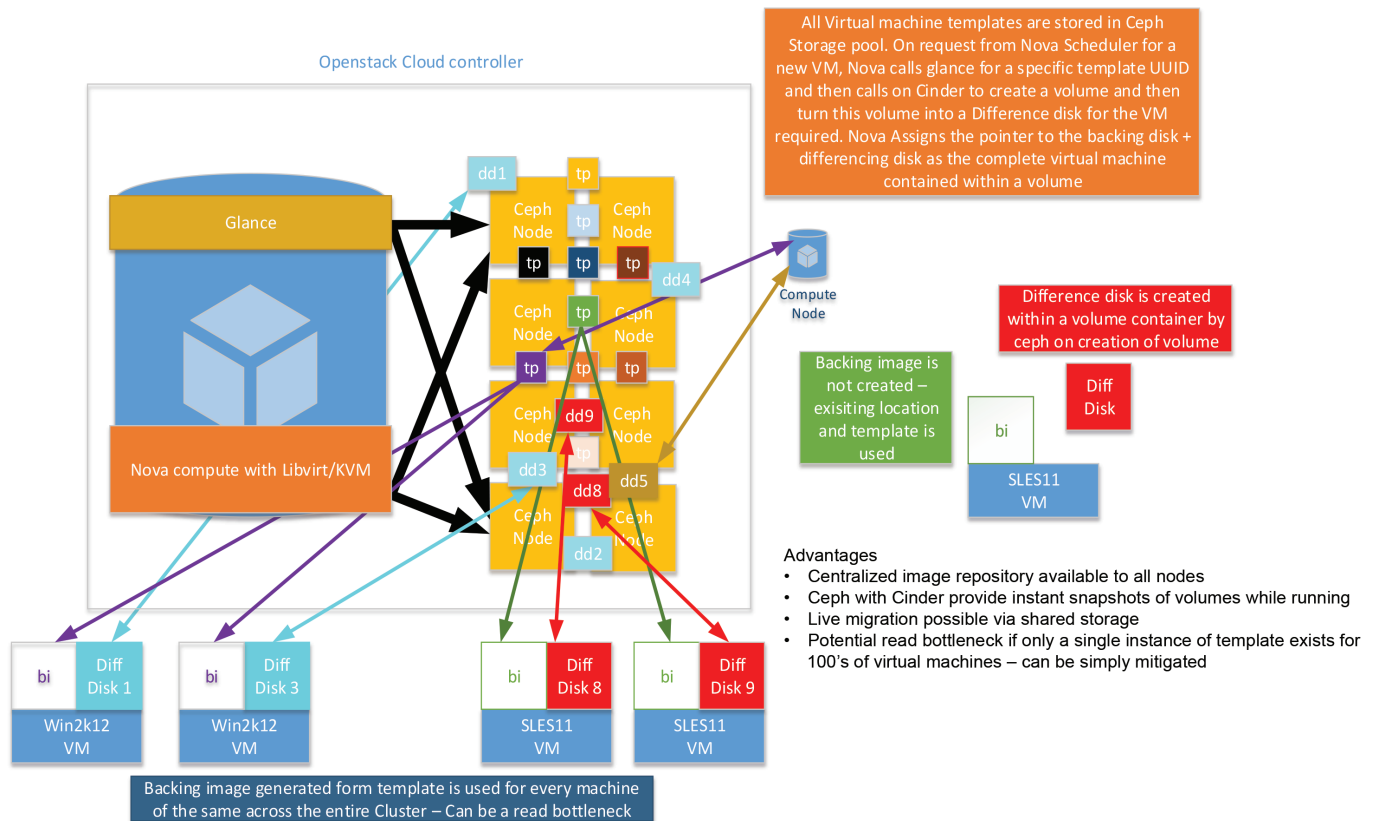 Openstack Cloud controller
All Virtual machine templates are stored in Ceph
Storage pool. On request from Nova Scheduler for a
new VM, Nova calls glance for a specific template UUID
and then calls on Cinder to create a volume and then
turn this volume into a Difference disk for the VM
required. Nova Assigns the pointer to the backing disk +
differencing disk as the complete virtual machine
contained within a volume
Glance
Nova compute with Libvirt/KVM
dd1
tp
Ceph
Node
Ceph
Node
tp
tp
tp
tp
dd4
Ceph
Node
Ceph
Node
tp
tp
tp
tp
Ceph
Node
Ceph
Node
dd9
tp
dd3
dd8
dd5
Ceph
Node
Ceph
Node
dd2
Compute
Node
Difference disk is created
within a volume container by
ceph on creation of volume
Backing image is
not created –
exisiting location
and template is
used
Diff
Disk
bi
SLES11
VM
Advantages
• Centralized image repository available to all nodes
• Ceph with Cinder provide instant snapshots of volumes while running
• Live migration possible via shared storage
• Potential read bottleneck if only a single instance of template exists for
100's of virtual machines – can be simply mitigated
bi
Diff
Disk 1
Win2k12
VM
bi
Diff
Disk 3
Win2k12
VM
bi
Diff
Disk 8
SLES11
VM
bi
Diff
Disk 9
SLES11
VM
Backing image generated form template is used for every machine
of the same across the entire Cluster – Can be a read bottleneck